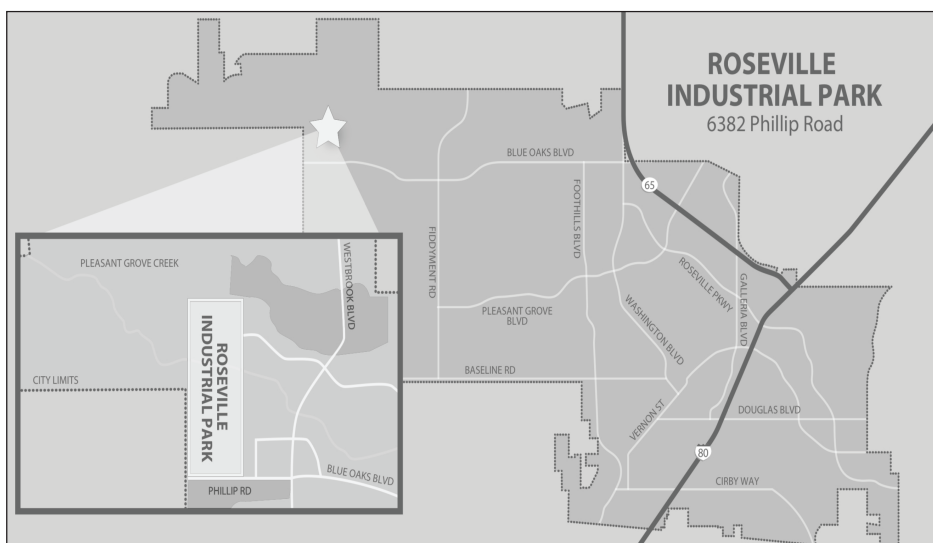 ROSEVILLE
INDUSTRIAL PARK
6382 Phillip Road
BLUE OAKS BLVD
65
FOOTHILLS BLVD
FIDDYMENT RD
ROSEVILLE PKWY
GALLERIA BLVD
PLEASANT GROVE
BLVD
WASHINGTON BLVD
BASELINE RD
VERNON ST
DOUGLAS BLVD
80
CIRBY WAY
PLEASANT GROVE CREEK
WESTBROOK BLVD
ROSEVILLE
INDUSTRIAL PARK
CITY LIMITS
BLUE OAKS BLVD
PHILLIP RD